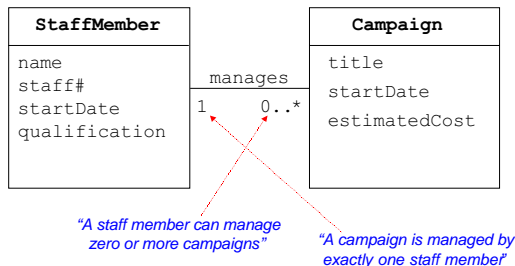 StaffMember
name
staff#
startDate
qualification
manages
1 0..*
Campaign
title
startDate
estimatedCost
“A staff member can manage
zero or more campaigns”
“A campaign is managed by
exactly one staff member”